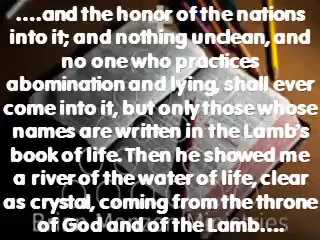 ....and the honor of the nations
into it; and nothing unclean, and
no one who practices
abomination and lying, shall ever
come into it, but only those whose
names are written in the Lamb's
book of life. Then he showed me
a river of the water of life, clear
as crystal, coming from the throne
of God and of the Lamb....